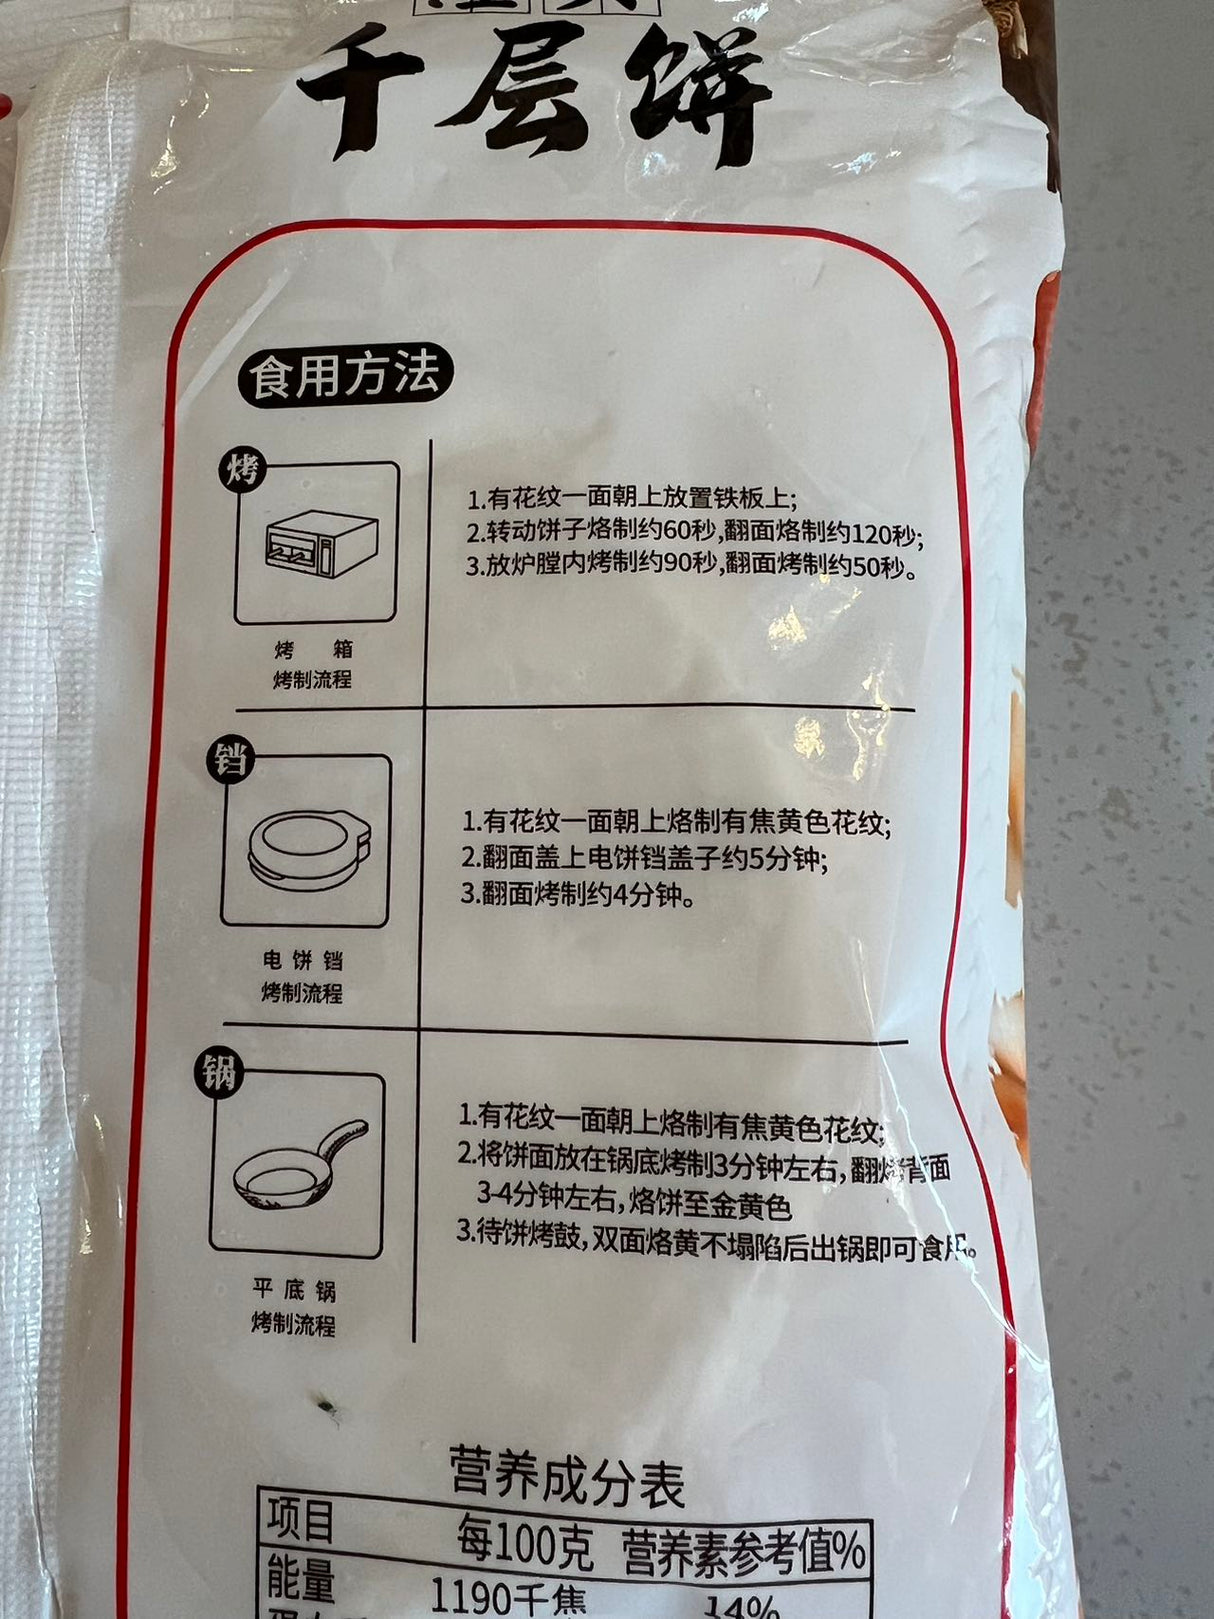 千层饼
食用方法
烤
1.有花纹一面朝上放置铁板上;
2.转动饼子烙制约60秒,翻面烙制约120秒;
3.放炉膛内烤制约90秒,翻面烤制约50秒。
烤 箱
烤制流程
铛
1.有花纹一面朝上烙制有焦黄色花纹;
2.翻面盖上电饼铛盖子约5分钟;
3.翻面烤制约4分钟。
电饼铛
烤制流程
锅
1.有花纹一面朝上烙制有焦黄色花纹;
2.将饼面放在锅底烤制3分钟左右,翻烤背面
3-4分钟左右,烙饼至金黄色
3.待饼烤鼓,双面烙黄不塌陷后出锅即可食用。
平底锅
烤制流程
营养成分表
项目 每100克 营养素参考值%
能量 1190千焦 14%